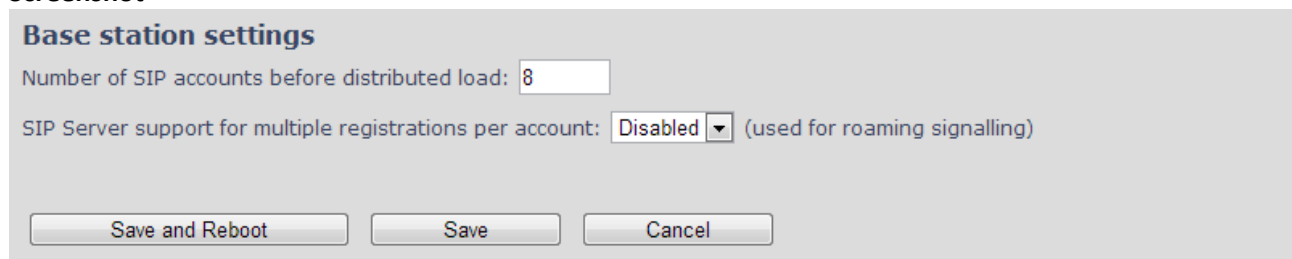 Base station settings
Number of SIP accounts before distributed load: 8
SIP Server support for multiple registrations per account: Disabled (used for roaming signalling)
Save and Reboot Save Cancel